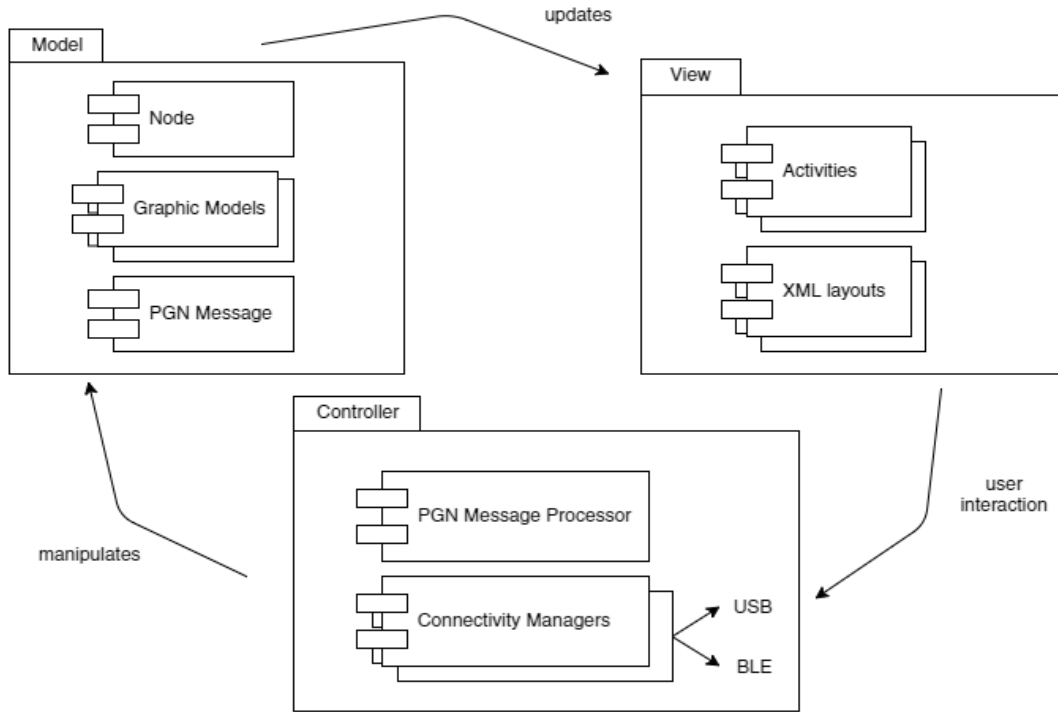 updates
Model
Node
Graphic Models
PGN Message
View
Activities
XML layouts
user
interaction
Controller
PGN Message Processor
Connectivity Managers
USB
BLE
manipulates